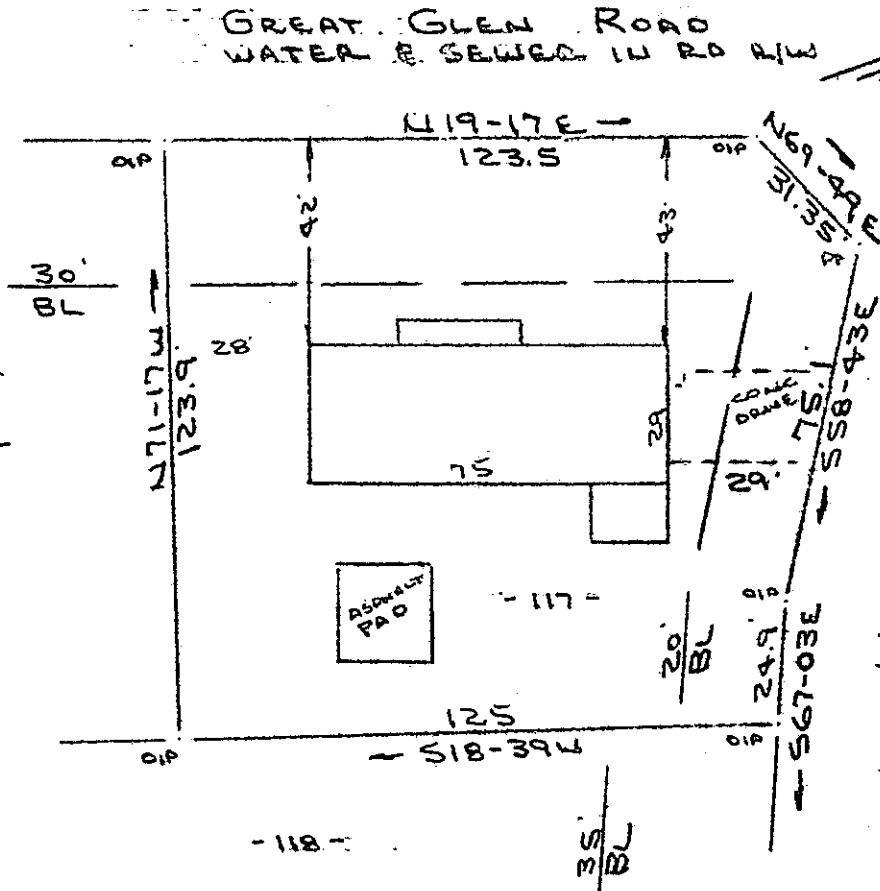 GREAT GLEN ROAD
WATER & SEWER IN RD R/W
N19-17E
123.5
OIP
OIP
N69-49E
31.35'
42'
43'
30'
BL
N71-17W
123.9
28'
S58-43E
75'
CONC
DRIVE
29
75
29'
ASPHALT
PAD
-117-
OIP
20'
BL
24.9'
S67-03E
125
S18-39W
OIP
OIP
-118-
35'
BL